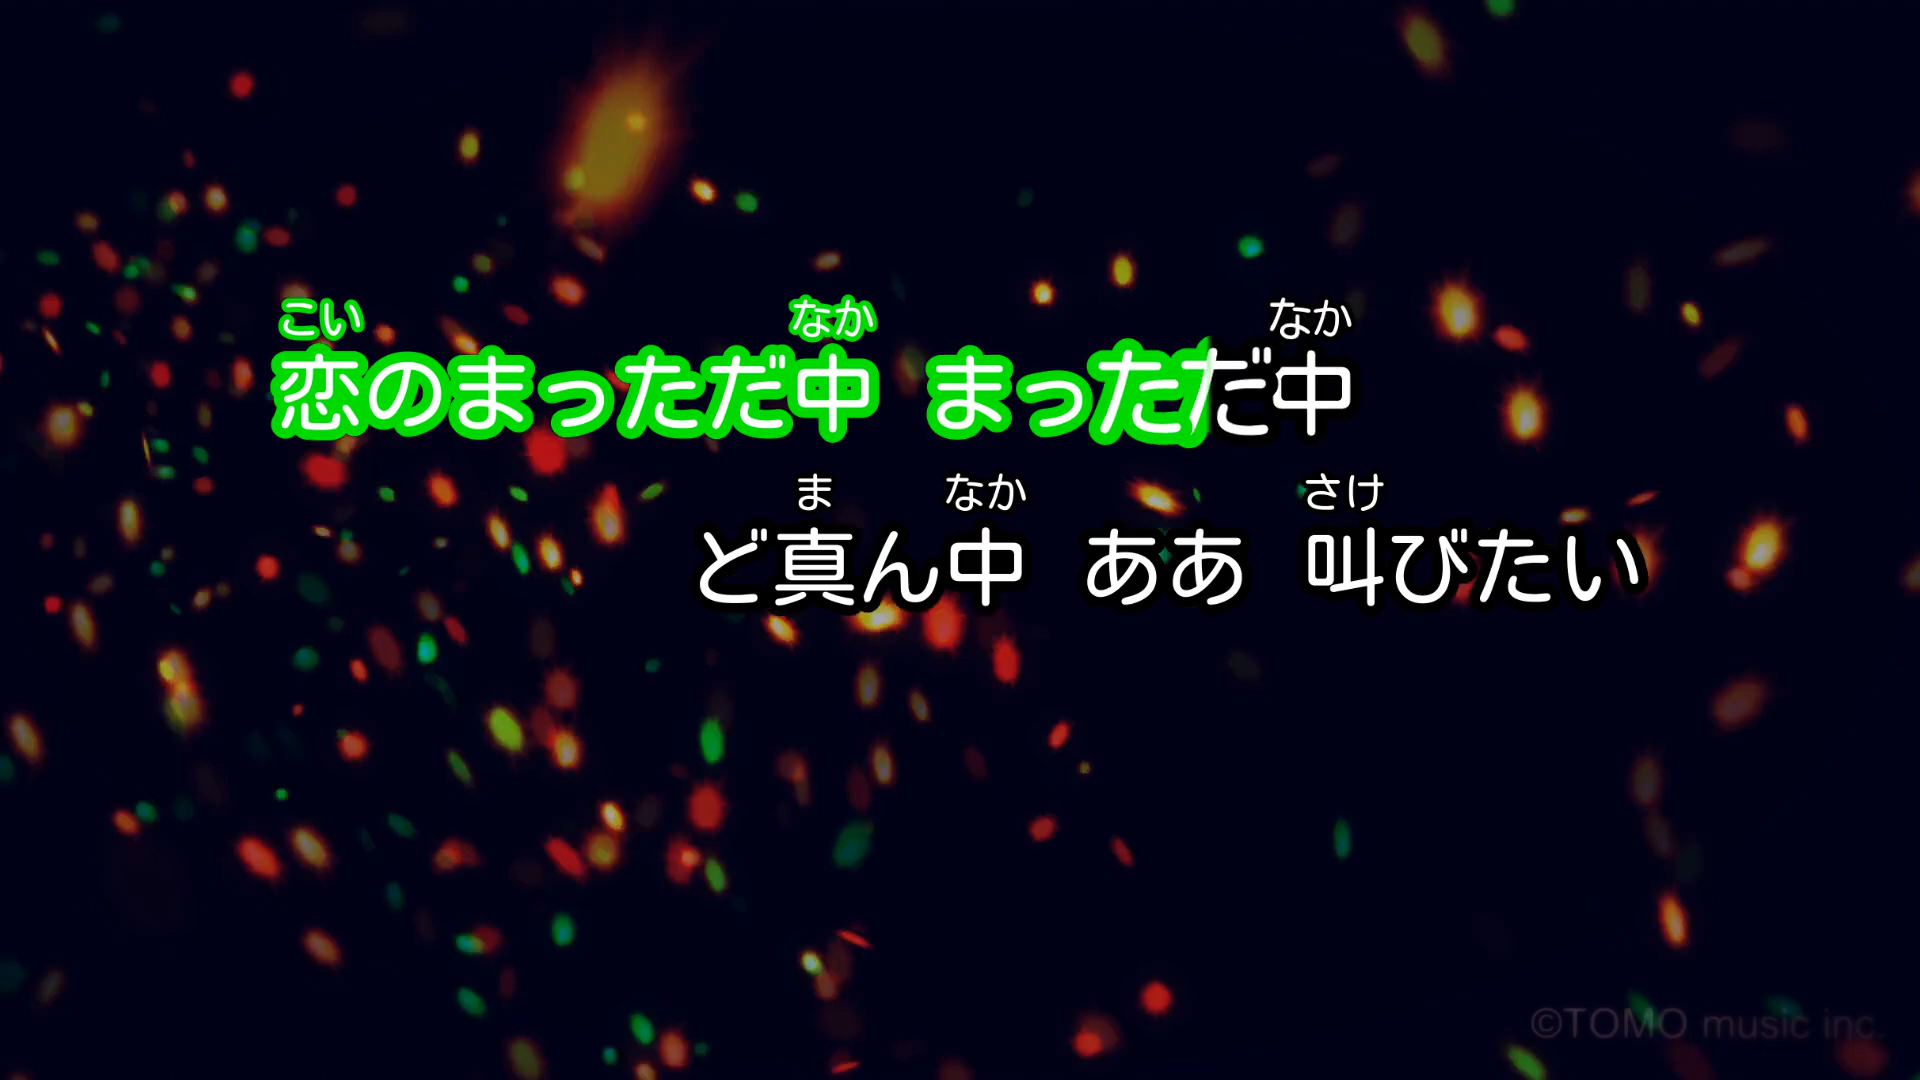 こい なか なか
恋のまっただ中 まっただ中
ま なか さけ
ど真ん中 ああ 叫びたい
©TOMO music inc.